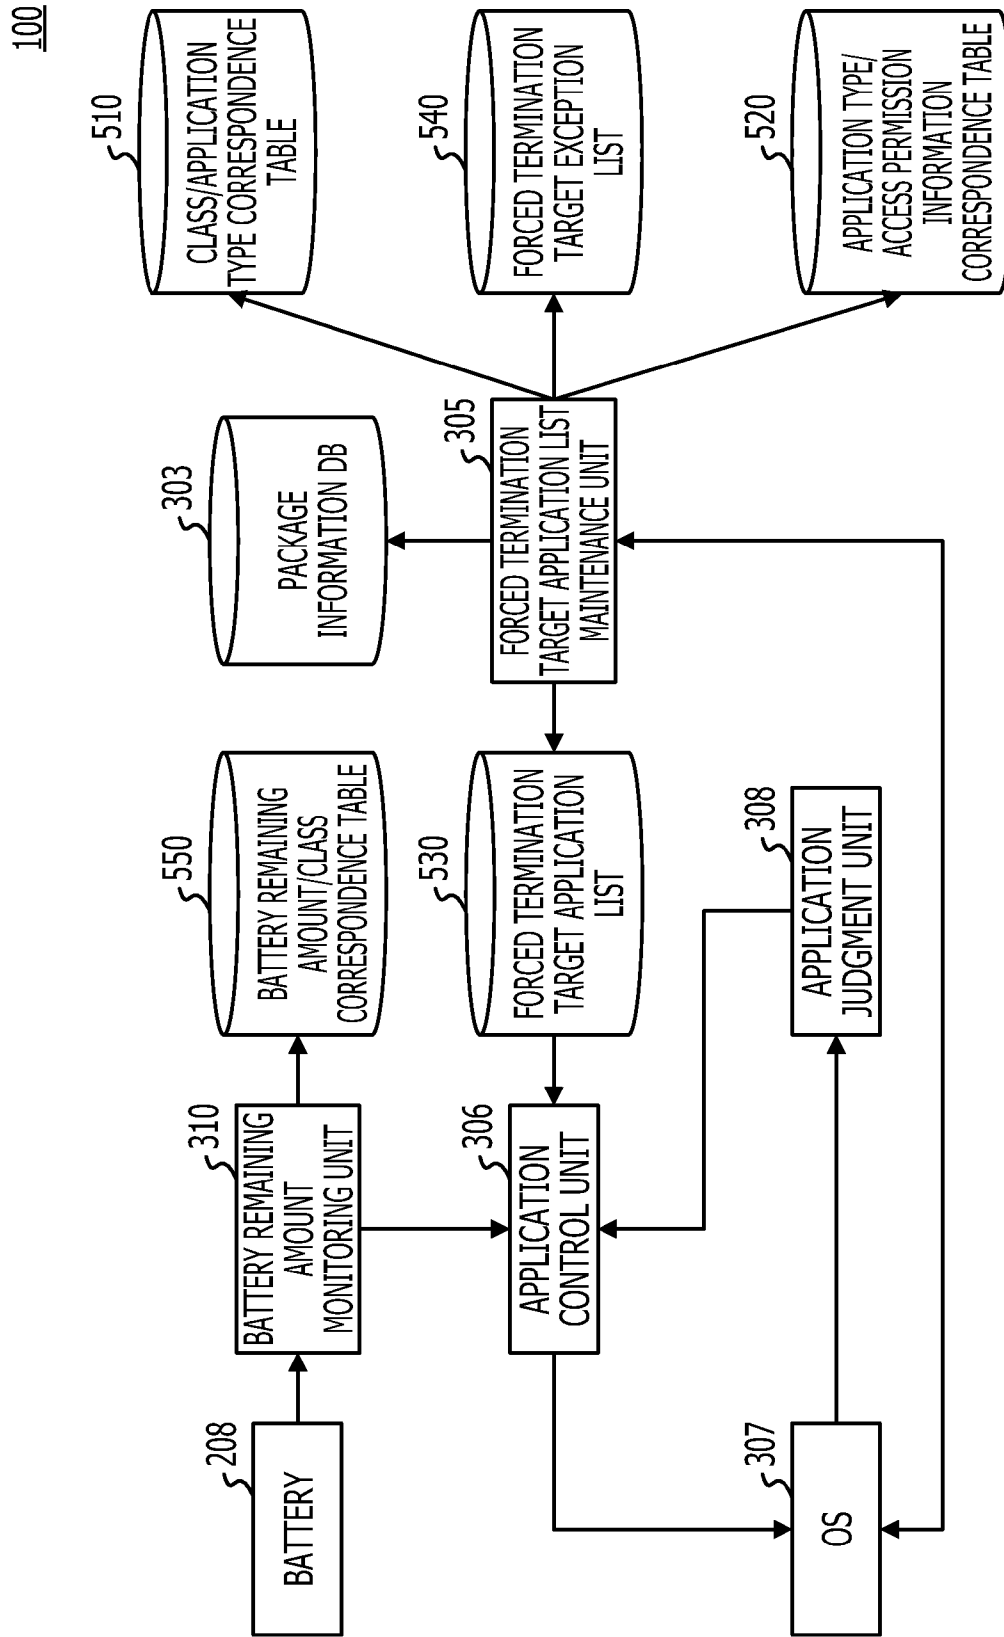 100
208
BATTERY
310
BATTERY REMAINING
AMOUNT
MONITORING UNIT
550
BATTERY REMAINING
AMOUNT/CLASS
CORRESPONDENCE TABLE
303
PACKAGE
INFORMATION DB
510
CLASS/APPLICATION
TYPE CORRESPONDENCE
TABLE
306
APPLICATION
CONTROL UNIT
530
FORCED TERMINATION
TARGET APPLICATION
LIST
305
FORCED TERMINATION
TARGET APPLICATION LIST
MAINTENANCE UNIT
540
FORCED TERMINATION
TARGET EXCEPTION
LIST
307
OS
308
APPLICATION
JUDGMENT UNIT
520
APPLICATION TYPE/
ACCESS PERMISSION
INFORMATION
CORRESPONDENCE TABLE